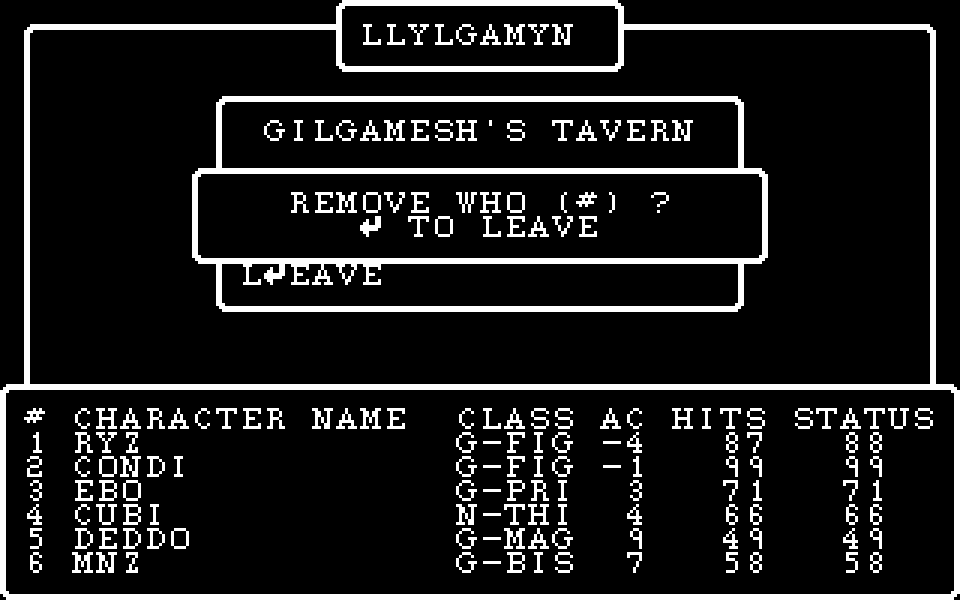 LLYLGAMYN
GILGAMESH'S TAVERN
REMOVE WHO (#) ?
↵ TO LEAVE
L↵EAVE
# CHARACTER NAME CLASS AC HITS STATUS
1 RYZ G-FIG -4 87 88
2 CONDI G-FIG -1 99 99
3 EBO G-PRI 3 71 71
4 CUBI N-THI 4 66 66
5 DEDDO G-MAG 9 49 49
6 MNZ G-BIS 7 58 58